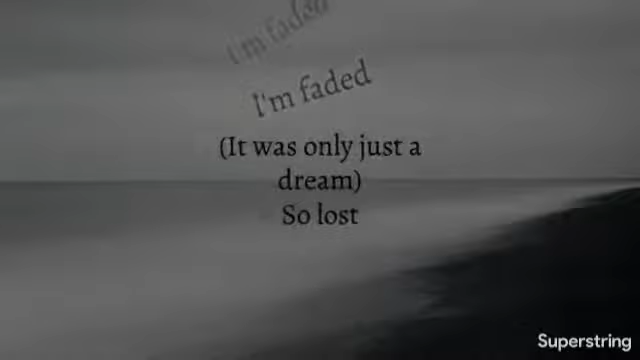 I'm faded
I'm faded
(It was only just a
dream)
So lost
Superstring